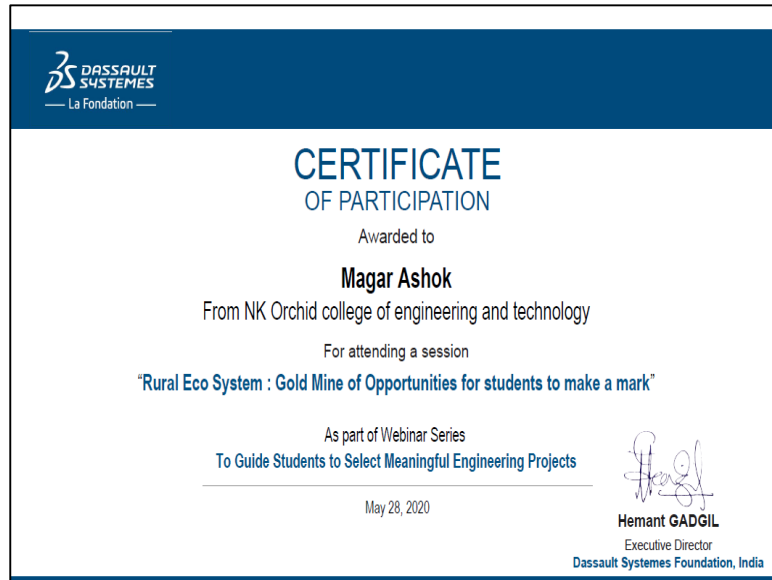 DASSAULT
SYSTEMES
La Fondation
CERTIFICATE
OF PARTICIPATION
Awarded to
Magar Ashok
From NK Orchid college of engineering and technology
For attending a session
“Rural Eco System : Gold Mine of Opportunities for students to make a mark”
As part of Webinar Series
To Guide Students to Select Meaningful Engineering Projects
May 28, 2020
Hemant GADGIL
Executive Director
Dassault Systemes Foundation, India